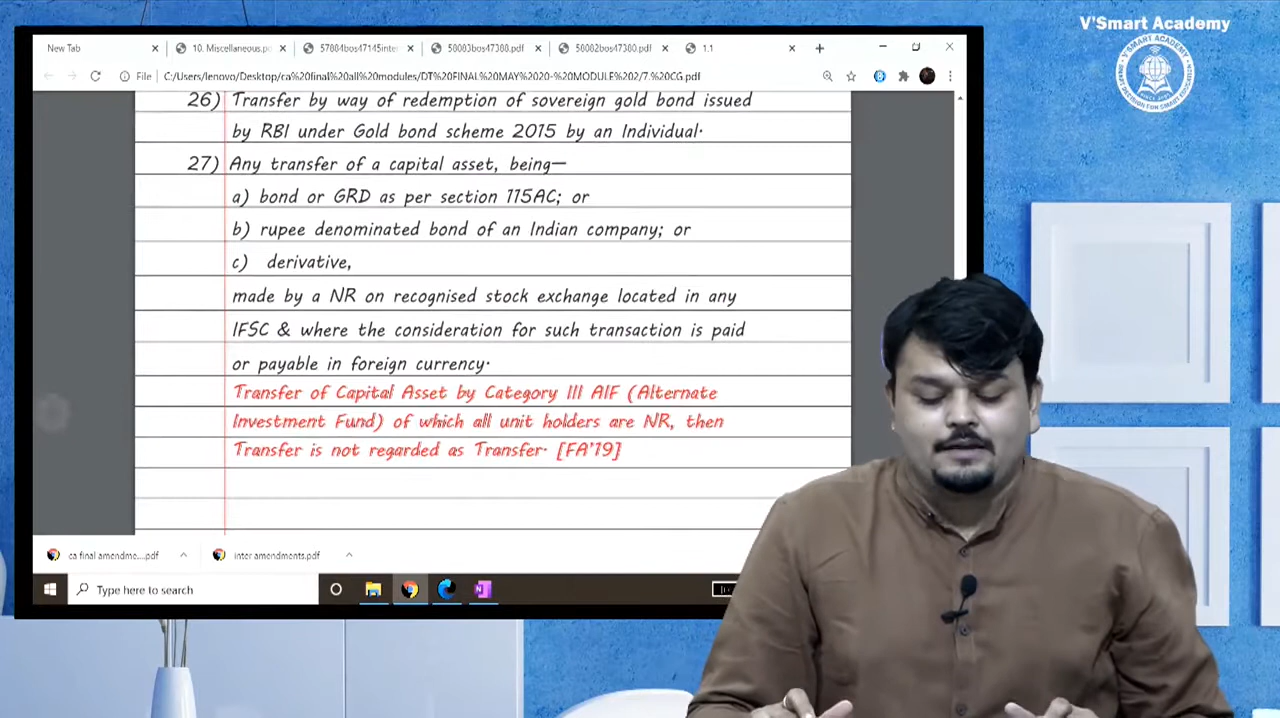 V'Smart Academy
V'SMART ACADEMY
New Tab
10. Miscellaneous.p
57884bos47145inte
58083bos47380.pdf
58082bos47380.pdf
1.1
File
C:/Users/lenovo/Desktop/ca%20final%20all%20modules/DT%20FINAL%20MAY%2020-%20MODULE%202/7.%20CG.pdf
26) Transfer by way of redemption of sovereign gold bond issued
by RBI under Gold bond scheme 2015 by an Individual.
27) Any transfer of a capital asset, being—
a) bond or GRD as per section 115AC; or
b) rupee denominated bond of an Indian company; or
c) derivative,
made by a NR on recognised stock exchange located in any
IFSC & where the consideration for such transaction is paid
or payable in foreign currency.
Transfer of Capital Asset by Category III AIF (Alternate
Investment Fund) of which all unit holders are NR, then
Transfer is not regarded as Transfer. [FA'19]
ca final amendme....pdf
inter amendments.pdf
Type here to search